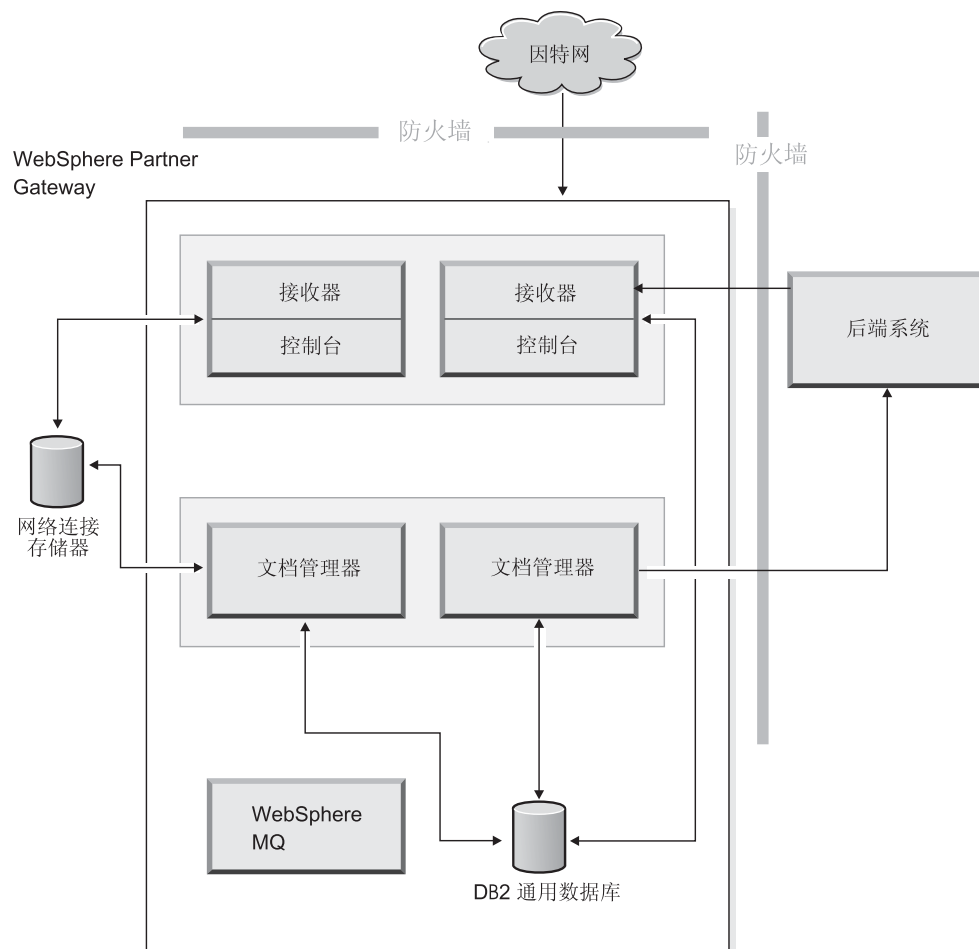 因特网
防火墙
防火墙
WebSphere Partner
Gateway
接收器
接收器
控制台
控制台
后端系统
网络连接
存储器
文档管理器
文档管理器
WebSphere
MQ
DB2 通用数据库